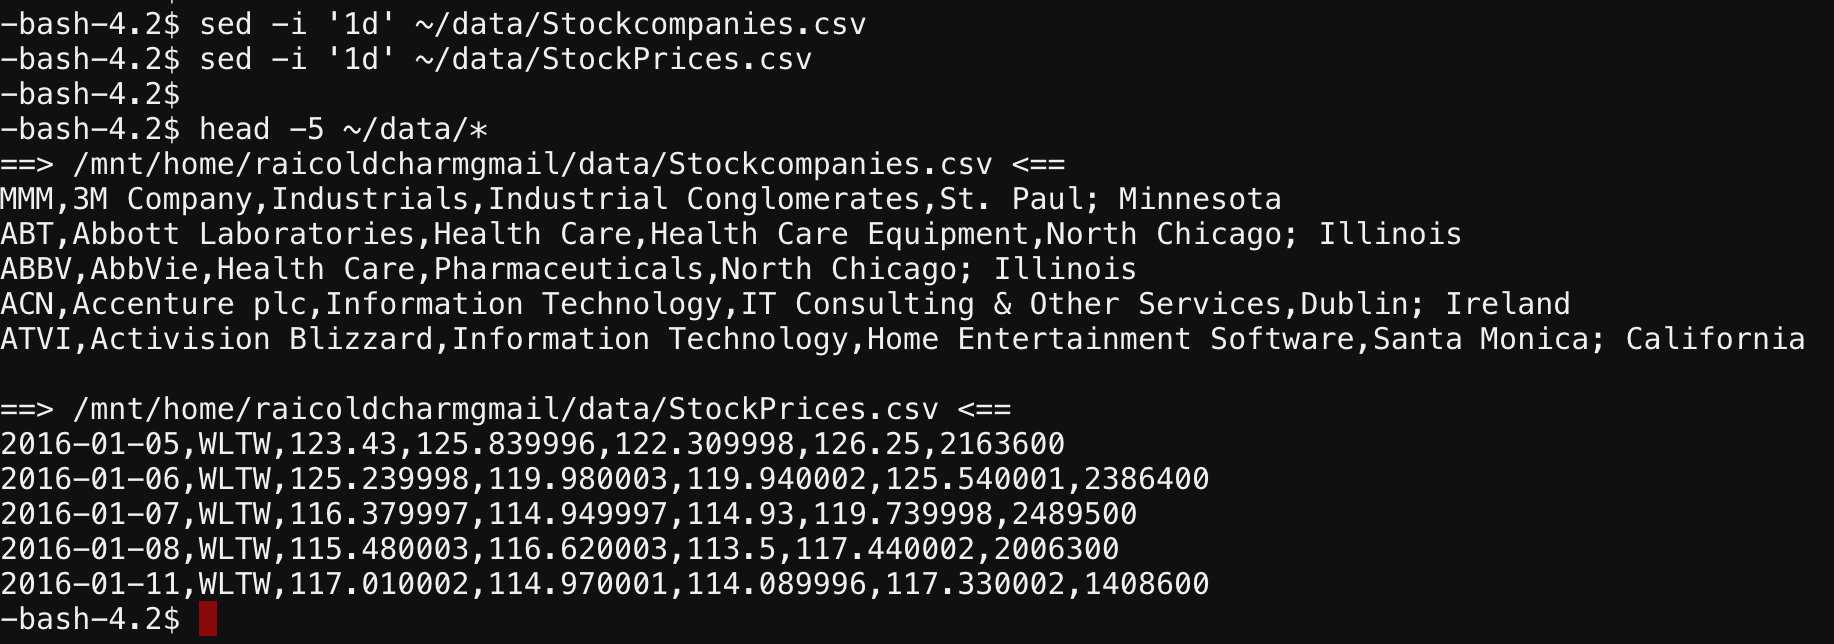 -bash-4.2$ sed -i '1d' ~/data/Stockcompanies.csv
-bash-4.2$ sed -i '1d' ~/data/StockPrices.csv
-bash-4.2$
-bash-4.2$ head -5 ~/data/*
==> /mnt/home/raicoldcharmgmail/data/Stockcompanies.csv <==
MMM,3M Company,Industrials,Industrial Conglomerates,St. Paul; Minnesota
ABT,Abbott Laboratories,Health Care,Health Care Equipment,North Chicago; Illinois
ABBV,AbbVie,Health Care,Pharmaceuticals,North Chicago; Illinois
ACN,Accenture plc,Information Technology,IT Consulting & Other Services,Dublin; Ireland
ATVI,Activision Blizzard,Information Technology,Home Entertainment Software,Santa Monica; California
==> /mnt/home/raicoldcharmgmail/data/StockPrices.csv <==
2016-01-05,WLTW,123.43,125.839996,122.309998,126.25,2163600
2016-01-06,WLTW,125.239998,119.980003,119.940002,125.540001,2386400
2016-01-07,WLTW,116.379997,114.949997,114.93,119.739998,2489500
2016-01-08,WLTW,115.480003,116.620003,113.5,117.440002,2006300
2016-01-11,WLTW,117.010002,114.970001,114.089996,117.330002,1408600
-bash-4.2$